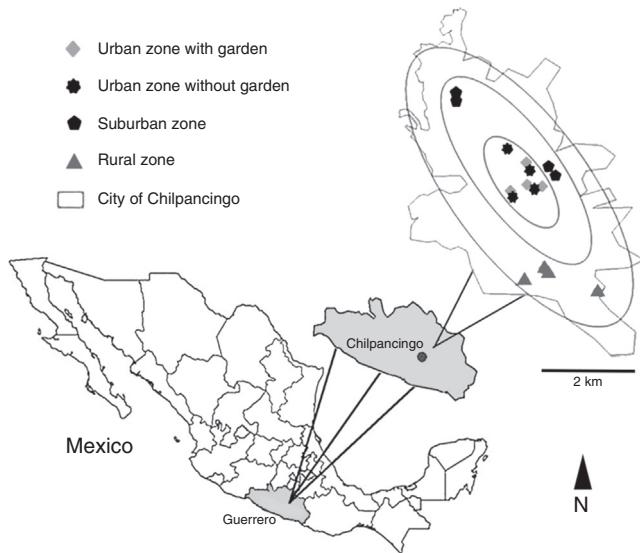 Urban zone with garden
Urban zone without garden
Suburban zone
Rural zone
City of Chilpancingo
Chilpancingo
2 km
Mexico
Guerrero
N